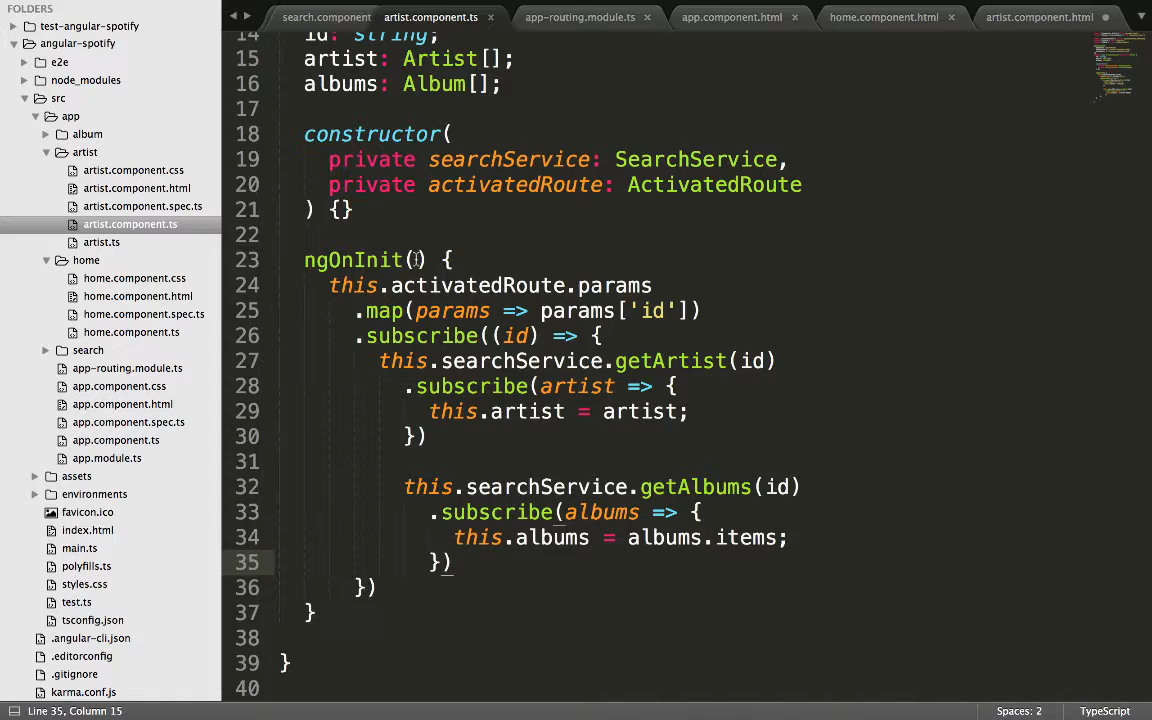 FOLDERS
test-angular-spotify
angular-spotify
e2e
node_modules
src
app
album
artist
artist.component.css
artist.component.html
artist.component.spec.ts
artist.component.ts
artist.ts
home
home.component.css
home.component.html
home.component.spec.ts
home.component.ts
search
app-routing.module.ts
app.component.css
app.component.html
app.component.spec.ts
app.component.ts
app.module.ts
assets
environments
favicon.ico
index.html
main.ts
polyfills.ts
styles.css
test.ts
tsconfig.json
.angular-cli.json
.editorconfig
.gitignore
karma.conf.js
search.component artist.component.ts × app-routing.module.ts × app.component.html × home.component.html × artist.component.html
14 id: string;
15 artist: Artist[];
16 albums: Album[];
17
18 constructor(
19 private searchService: SearchService,
20 private activatedRoute: ActivatedRoute
21 ) {}
22
23 ngOnInit() {
24 this.activatedRoute.params
25 .map(params => params['id'])
26 .subscribe((id) => {
27 this.searchService.getArtist(id)
28 .subscribe(artist => {
29 this.artist = artist;
30 })
31
32 this.searchService.getAlbums(id)
33 .subscribe(albums => {
34 this.albums = albums.items;
35 })
36 })
37 }
38
39 }
40
Line 35, Column 15 Spaces: 2 TypeScript